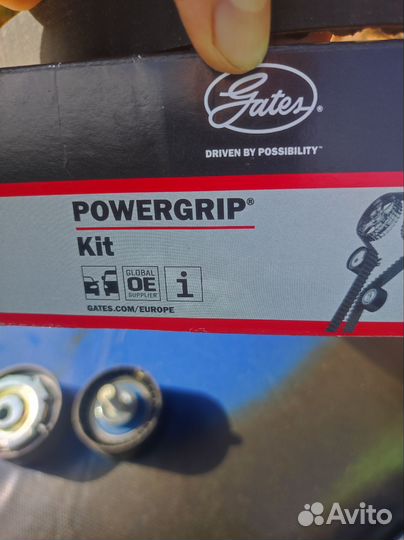 Gates®
DRIVEN BY POSSIBILITY™
POWERGRIP®
Kit
GLOBAL
OE
SUPPLIER
i
GATES.COM/EUROPE
Avito